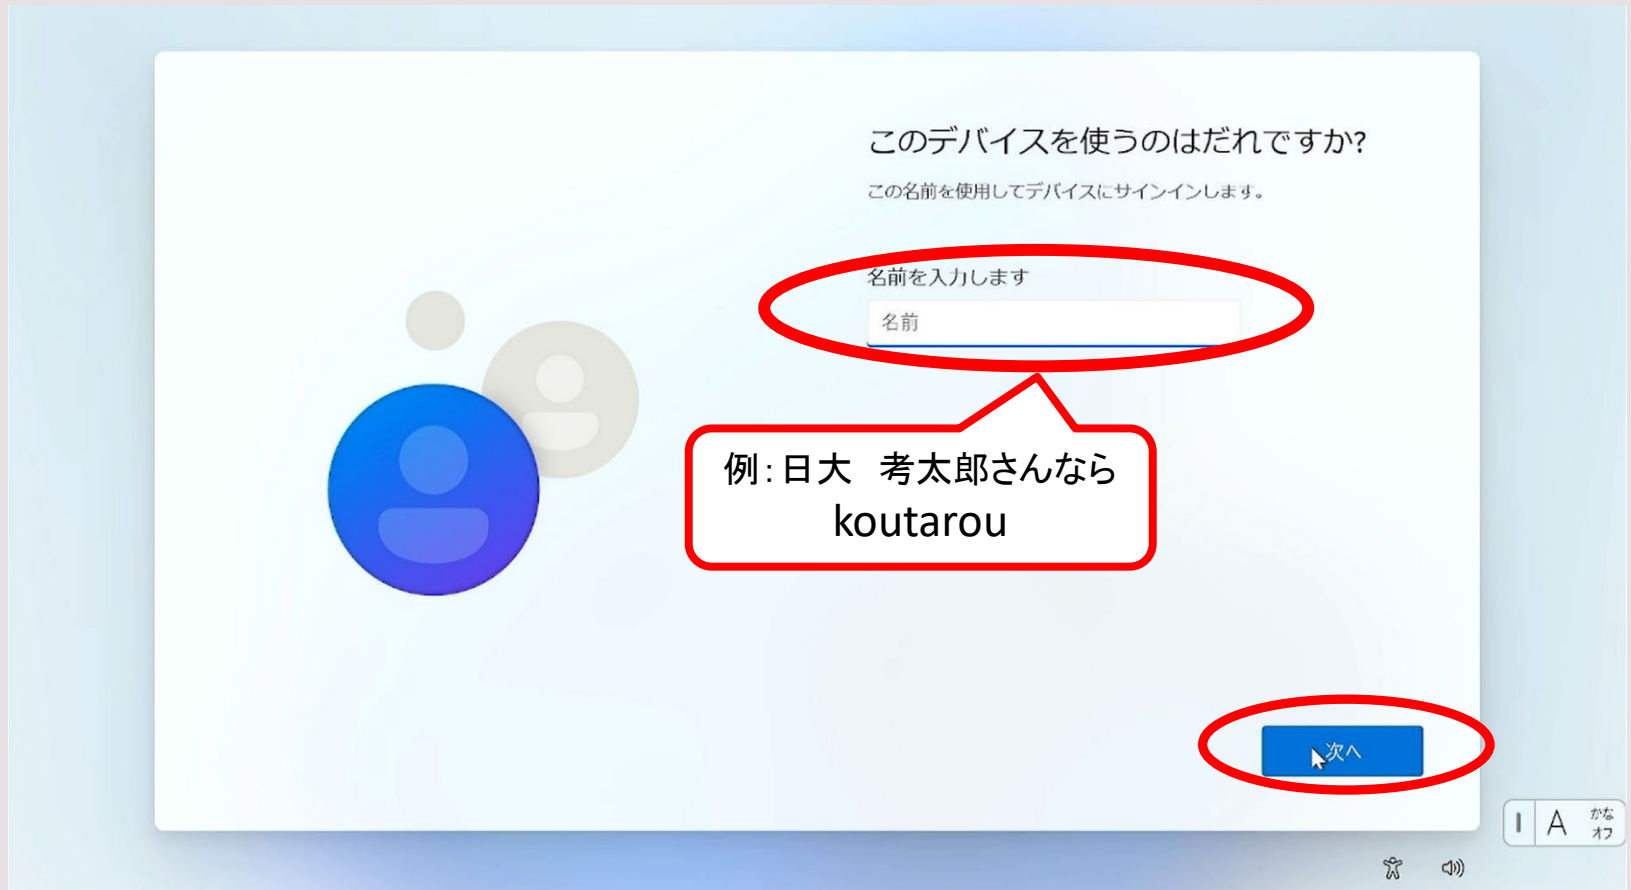 このデバイスを使うのはだれですか?
この名前を使用してデバイスにサインインします。
名前を入力します
名前
例：日大　考太郎さんなら
koutarou
次へ
A かな
オフ